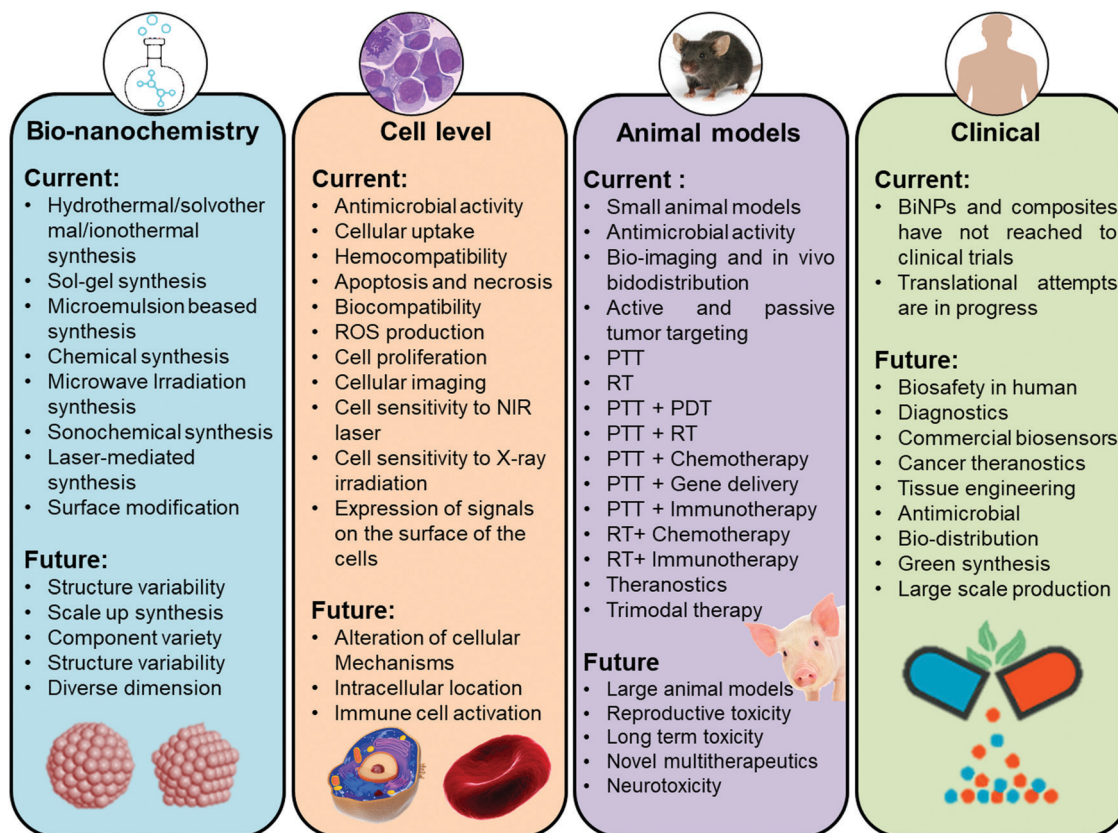 Bio-nanochemistry
Current:
• Hydrothermal/solvother
mal/ionothermal
synthesis
• Sol-gel synthesis
• Microemulsion beased
synthesis
• Chemical synthesis
• Microwave Irradiation
synthesis
• Sonochemical synthesis
• Laser-mediated
synthesis
• Surface modification
Future:
• Structure variability
• Scale up synthesis
• Component variety
• Structure variability
• Diverse dimension
Cell level
Current:
• Antimicrobial activity
• Cellular uptake
• Hemocompatibility
• Apoptosis and necrosis
• Biocompatibility
• ROS production
• Cell proliferation
• Cellular imaging
• Cell sensitivity to NIR
laser
• Cell sensitivity to X-ray
irradiation
• Expression of signals
on the surface of the
cells
Future:
• Alteration of cellular
Mechanisms
• Intracellular location
• Immune cell activation
Animal models
Current :
• Small animal models
• Antimicrobial activity
• Bio-imaging and in vivo
bidodistribution
• Active and passive
tumor targeting
• PTT
• RT
• PTT + PDT
• PTT + RT
• PTT + Chemotherapy
• PTT + Gene delivery
• PTT + Immunotherapy
• RT+ Chemotherapy
• RT+ Immunotherapy
• Theranostics
• Trimodal therapy
Future
• Large animal models
• Reproductive toxicity
• Long term toxicity
• Novel multitherapeutics
• Neurotoxicity
Clinical
Current:
• BiNPs and composites
have not reached to
clinical trials
• Translational attempts
are in progress
Future:
• Biosafety in human
• Diagnostics
• Commercial biosensors
• Cancer theranostics
• Tissue engineering
• Antimicrobial
• Bio-distribution
• Green synthesis
• Large scale production